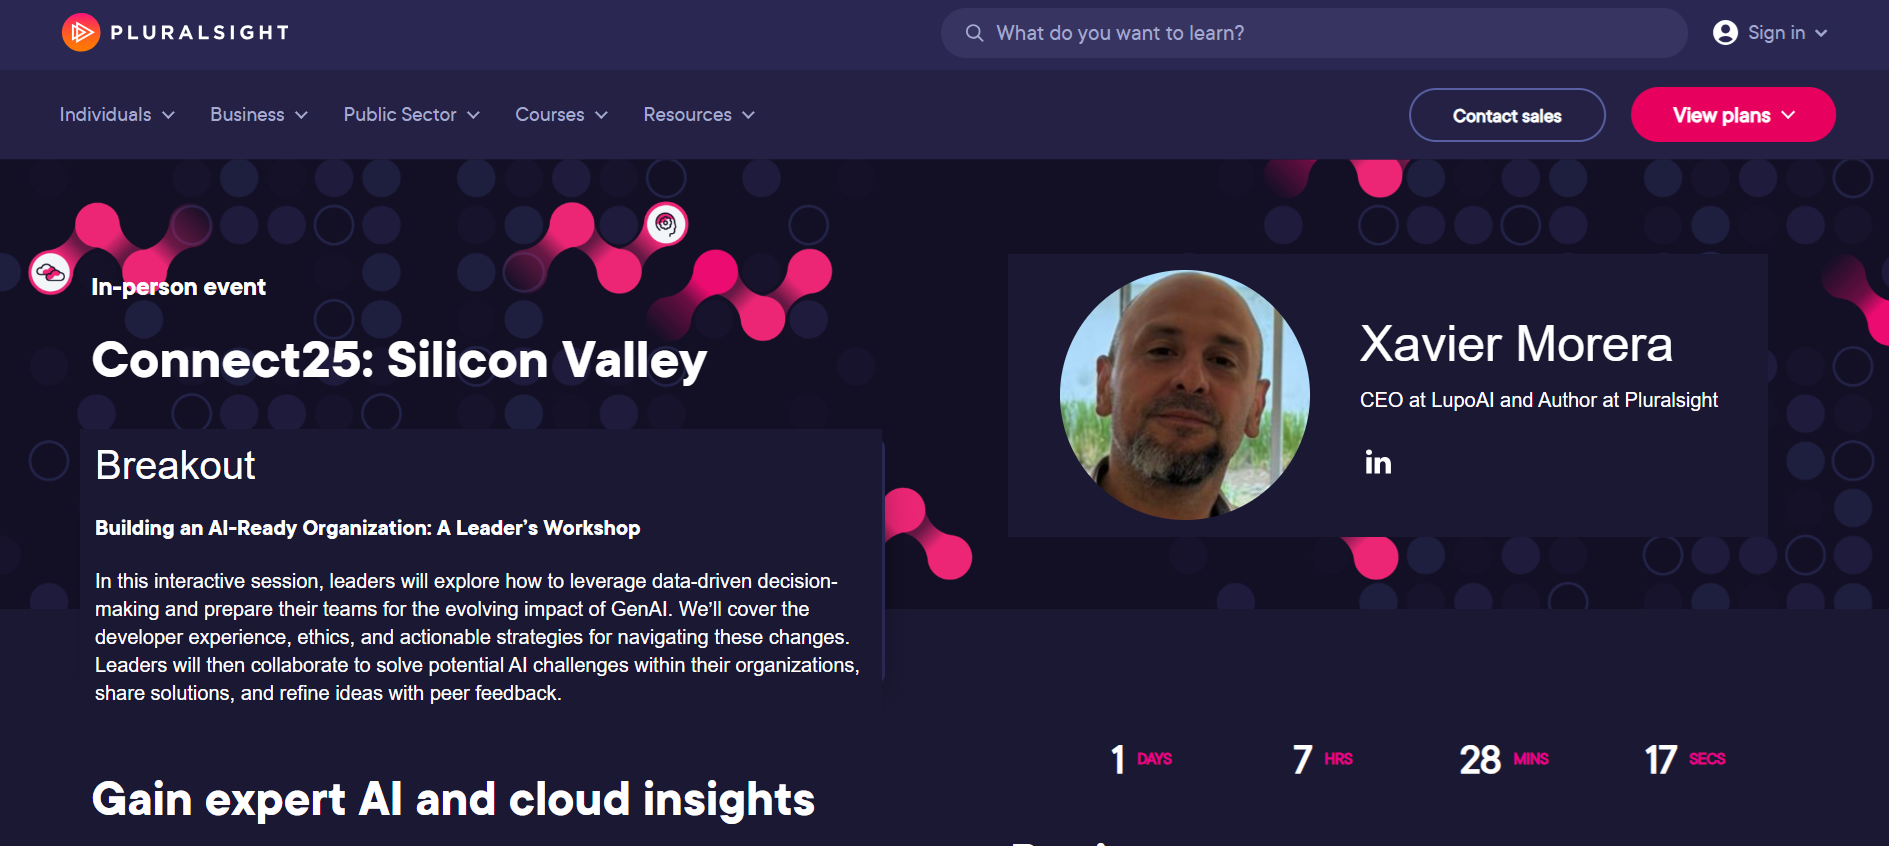 PLURALSIGHT
What do you want to learn?
Sign in
Individuals
Business
Public Sector
Courses
Resources
Contact sales
View plans
In-person event
Connect25: Silicon Valley
Breakout
Building an AI-Ready Organization: A Leader’s Workshop
In this interactive session, leaders will explore how to leverage data-driven decision-
making and prepare their teams for the evolving impact of GenAI. We’ll cover the
developer experience, ethics, and actionable strategies for navigating these changes.
Leaders will then collaborate to solve potential AI challenges within their organizations,
share solutions, and refine ideas with peer feedback.
Xavier Morera
CEO at LupoAI and Author at Pluralsight
in
1 DAYS
7 HRS
28 MINS
17 SECS
Gain expert AI and cloud insights